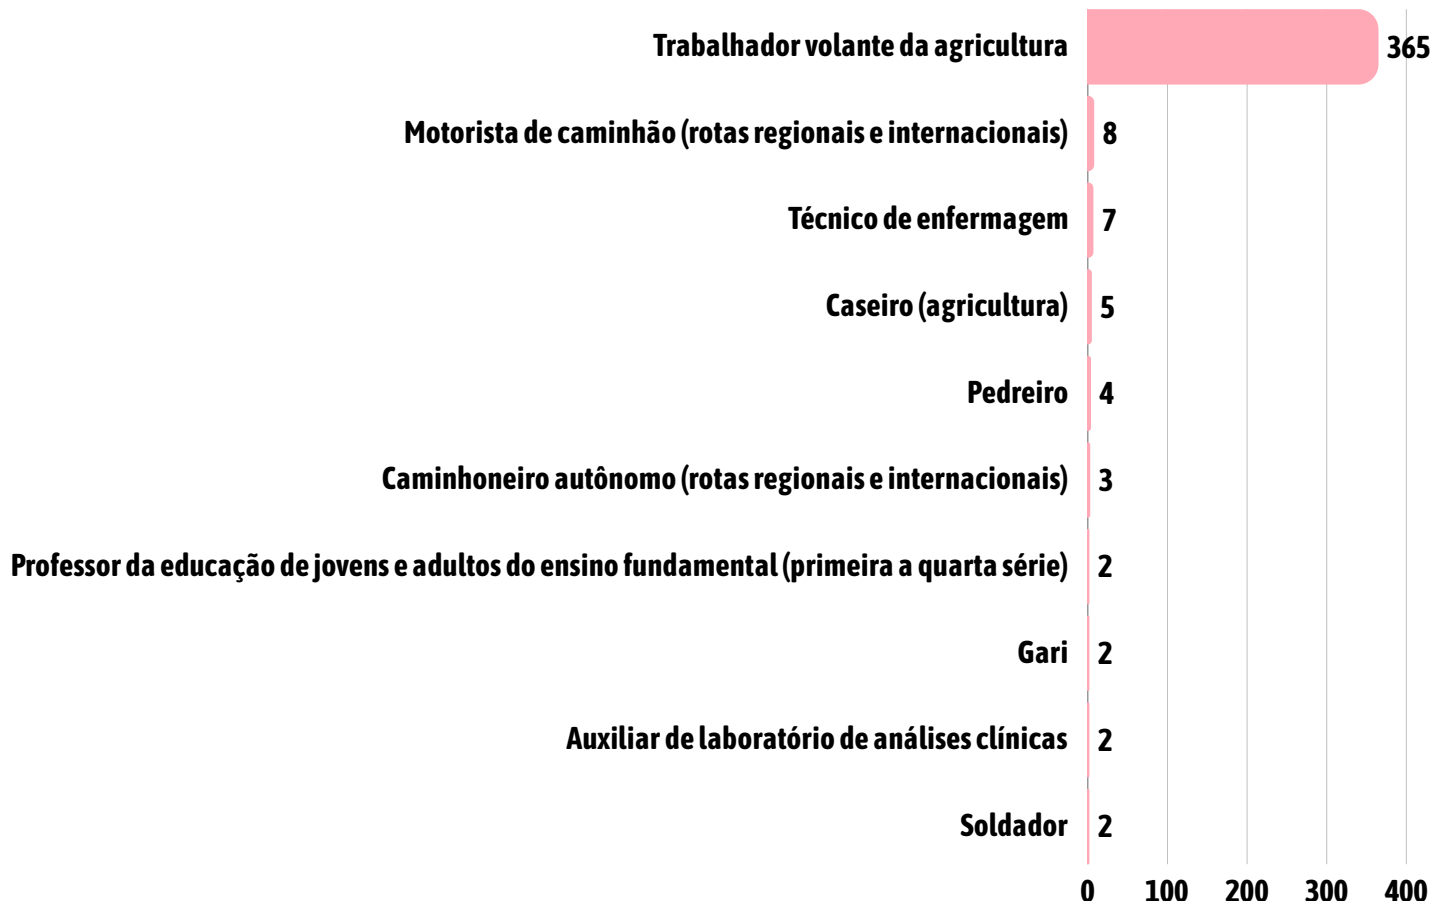 Trabalhador volante da agricultura 365
Motorista de caminhão (rotas regionais e internacionais) 8
Técnico de enfermagem 7
Caseiro (agricultura) 5
Pedreiro 4
Caminhoneiro autônomo (rotas regionais e internacionais) 3
Professor da educação de jovens e adultos do ensino fundamental (primeira a quarta série) 2
Gari 2
Auxiliar de laboratório de análises clínicas 2
Soldador 2
0 100 200 300 400